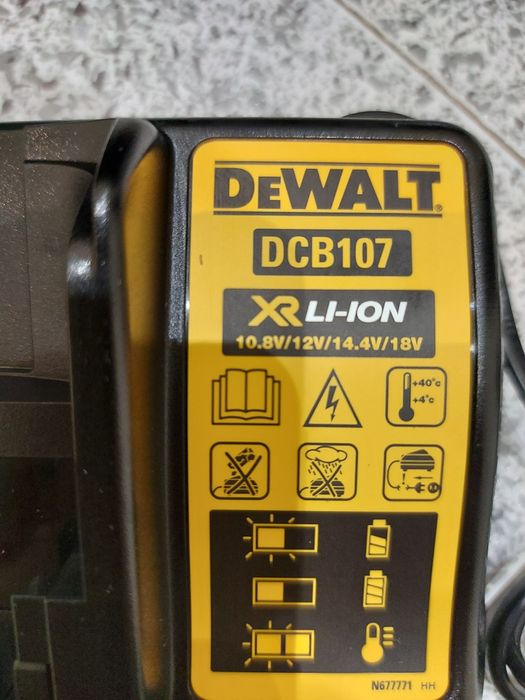 DEWALT®
DCB107
XR LI-ION
10.8V/12V/14.4V/18V
+40°c
+4°c
N677771 HH